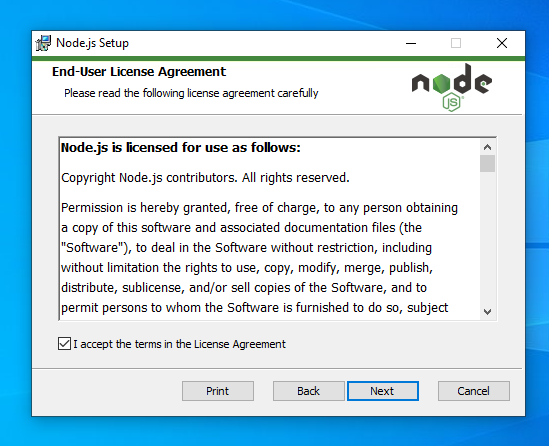 Node.js Setup
End-User License Agreement
Please read the following license agreement carefully
node
JS
Node.js is licensed for use as follows:
Copyright Node.js contributors. All rights reserved.
Permission is hereby granted, free of charge, to any person obtaining
a copy of this software and associated documentation files (the
"Software"), to deal in the Software without restriction, including
without limitation the rights to use, copy, modify, merge, publish,
distribute, sublicense, and/or sell copies of the Software, and to
permit persons to whom the Software is furnished to do so, subject
I accept the terms in the License Agreement
Print
Back
Next
Cancel